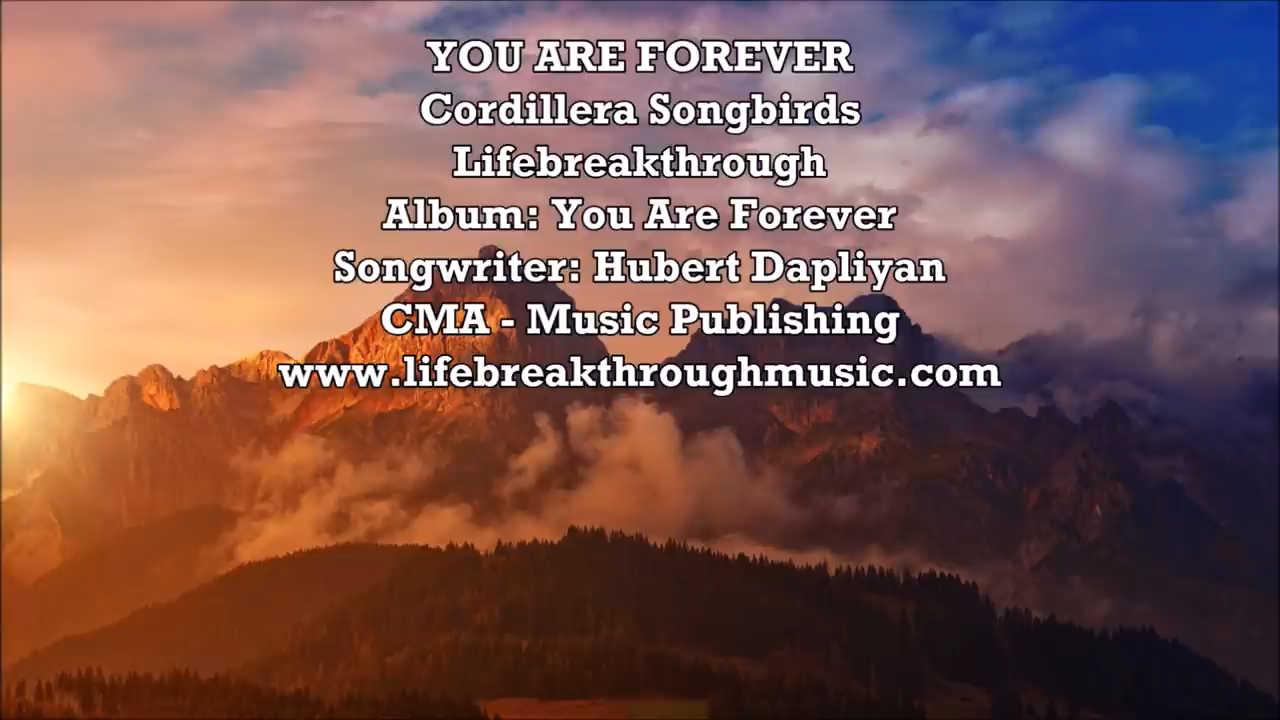 YOU ARE FOREVER
Cordillera Songbirds
Lifebreakthrough
Album: You Are Forever
Songwriter: Hubert Dapliyan
CMA - Music Publishing
www.lifebreakthroughmusic.com